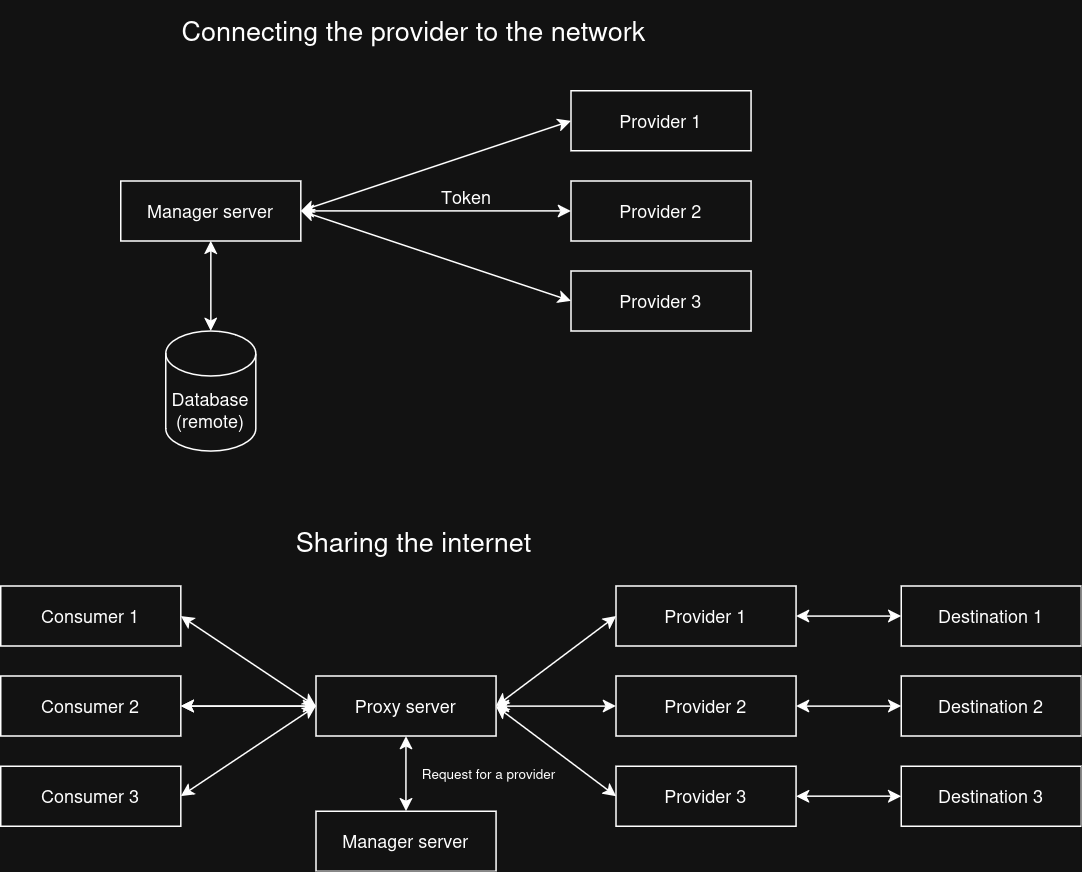 Connecting the provider to the network
Provider 1
Token
Manager server
Provider 2
Provider 3
Database
(remote)
Sharing the internet
Consumer 1
Provider 1
Destination 1
Consumer 2
Proxy server
Provider 2
Destination 2
Request for a provider
Consumer 3
Provider 3
Destination 3
Manager server